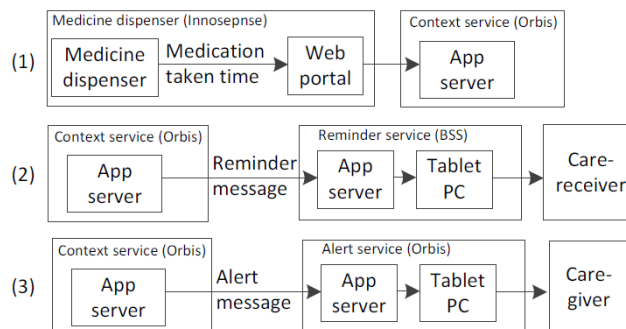 Medicine dispenser (Innosepnse)
Context service (Orbis)
(1)
Medicine
dispenser
Medication
taken time
Web
portal
App
server
Context service (Orbis)
Reminder service (BSS)
(2)
App
server
Reminder
message
App
server
Tablet
PC
Care-
receiver
Context service (Orbis)
Alert service (Orbis)
(3)
App
server
Alert
message
App
server
Tablet
PC
Care-
giver